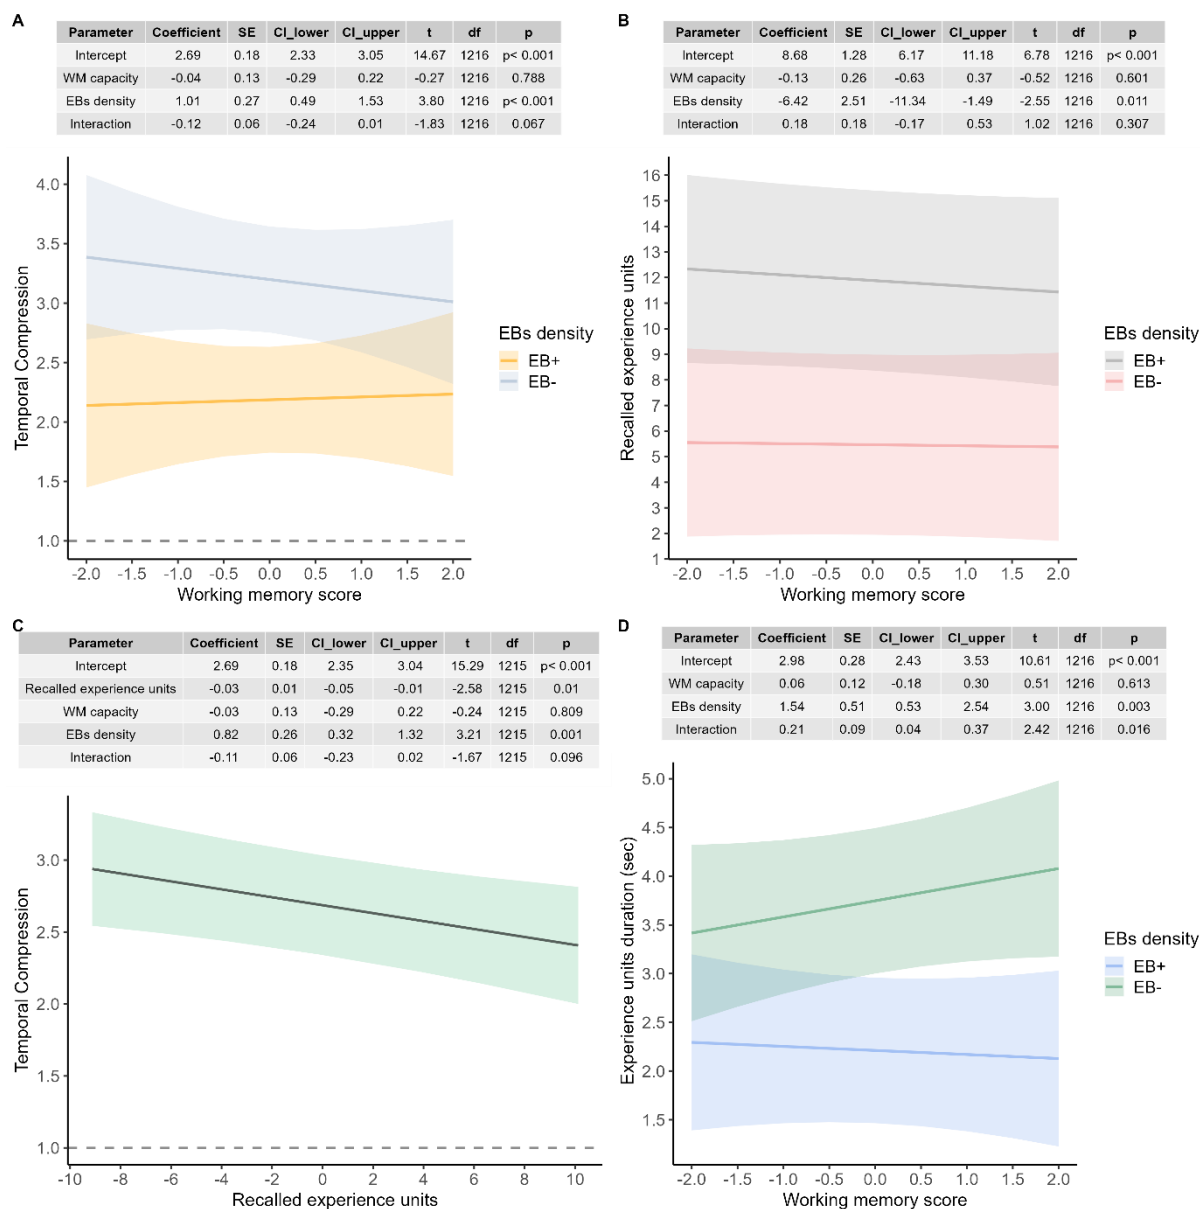 A
Parameter Coefficient SE CI_lower CI_upper t df p
Intercept 2.69 0.18 2.33 3.05 14.67 1216 p< 0.001
WM capacity -0.04 0.13 -0.29 0.22 -0.27 1216 0.788
EBs density 1.01 0.27 0.49 1.53 3.80 1216 p< 0.001
Interaction -0.12 0.06 -0.24 0.01 -1.83 1216 0.067
Temporal Compression
4.0
3.5
3.0
2.5
2.0
1.5
1.0
-2.0 -1.5 -1.0 -0.5 0.0 0.5 1.0 1.5 2.0
Working memory score
EBs density
EB+
EB-
B
Parameter Coefficient SE CI_lower CI_upper t df p
Intercept 8.68 1.28 6.17 11.18 6.78 1216 p< 0.001
WM capacity -0.13 0.26 -0.63 0.37 -0.52 1216 0.601
EBs density -6.42 2.51 -11.34 -1.49 -2.55 1216 0.011
Interaction 0.18 0.18 -0.17 0.53 1.02 1216 0.307
Recalled experience units
16
15
14
13
12
11
10
9
8
7
6
5
4
3
2
1
-2.0 -1.5 -1.0 -0.5 0.0 0.5 1.0 1.5 2.0
Working memory score
EBs density
EB+
EB-
C
Parameter Coefficient SE CI_lower CI_upper t df p
Intercept 2.69 0.18 2.35 3.04 15.29 1215 p< 0.001
Recalled experience units -0.03 0.01 -0.05 -0.01 -2.58 1215 0.01
WM capacity -0.03 0.13 -0.29 0.22 -0.24 1215 0.809
EBs density 0.82 0.26 0.32 1.32 3.21 1215 0.001
Interaction -0.11 0.06 -0.23 0.02 -1.67 1215 0.096
Temporal Compression
3.0
2.5
2.0
1.5
1.0
-10 -8 -6 -4 -2 0 2 4 6 8 10
Recalled experience units
D
Parameter Coefficient SE CI_lower CI_upper t df p
Intercept 2.98 0.28 2.43 3.53 10.61 1216 p< 0.001
WM capacity 0.06 0.12 -0.18 0.30 0.51 1216 0.613
EBs density 1.54 0.51 0.53 2.54 3.00 1216 0.003
Interaction 0.21 0.09 0.04 0.37 2.42 1216 0.016
Experience units duration (sec)
5.0
4.5
4.0
3.5
3.0
2.5
2.0
1.5
-2.0 -1.5 -1.0 -0.5 0.0 0.5 1.0 1.5 2.0
Working memory score
EBs density
EB+
EB-